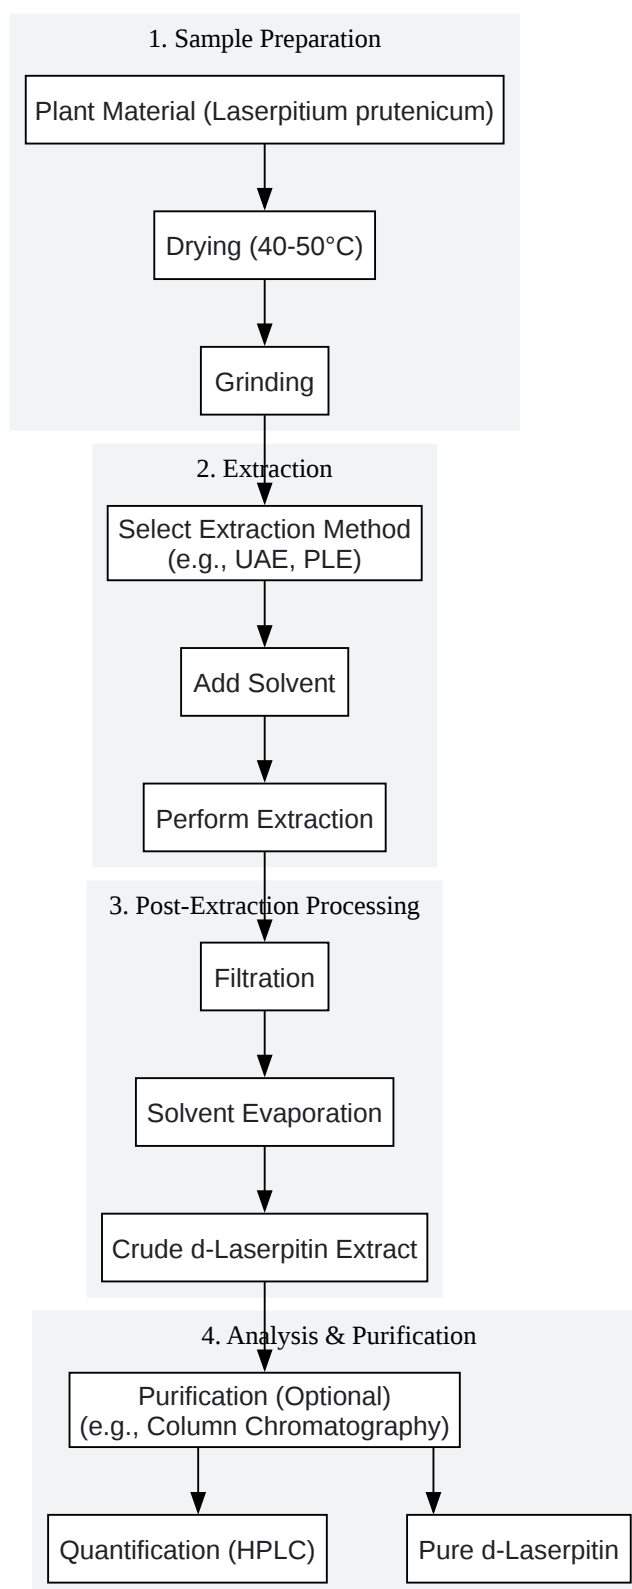 1. Sample Preparation
Plant Material (Laserpitium prutenicum)
Drying (40-50°C)
Grinding
2. Extraction
Select Extraction Method
(e.g., UAE, PLE)
Add Solvent
Perform Extraction
3. Post-Extraction Processing
Filtration
Solvent Evaporation
Crude d-Laserpitin Extract
4. Analysis & Purification
Purification (Optional)
(e.g., Column Chromatography)
Quantification (HPLC)
Pure d-Laserpitin